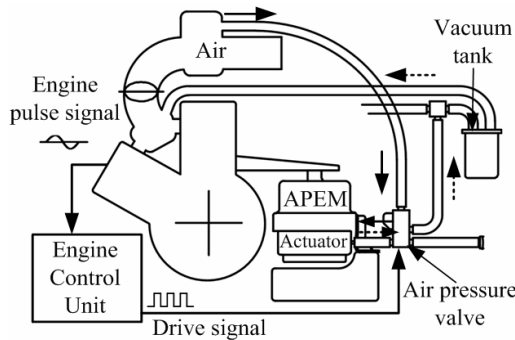 Air
Vacuum
tank
Engine
pulse signal
APEM
Actuator
Engine
Control
Unit
Air pressure
valve
Drive signal